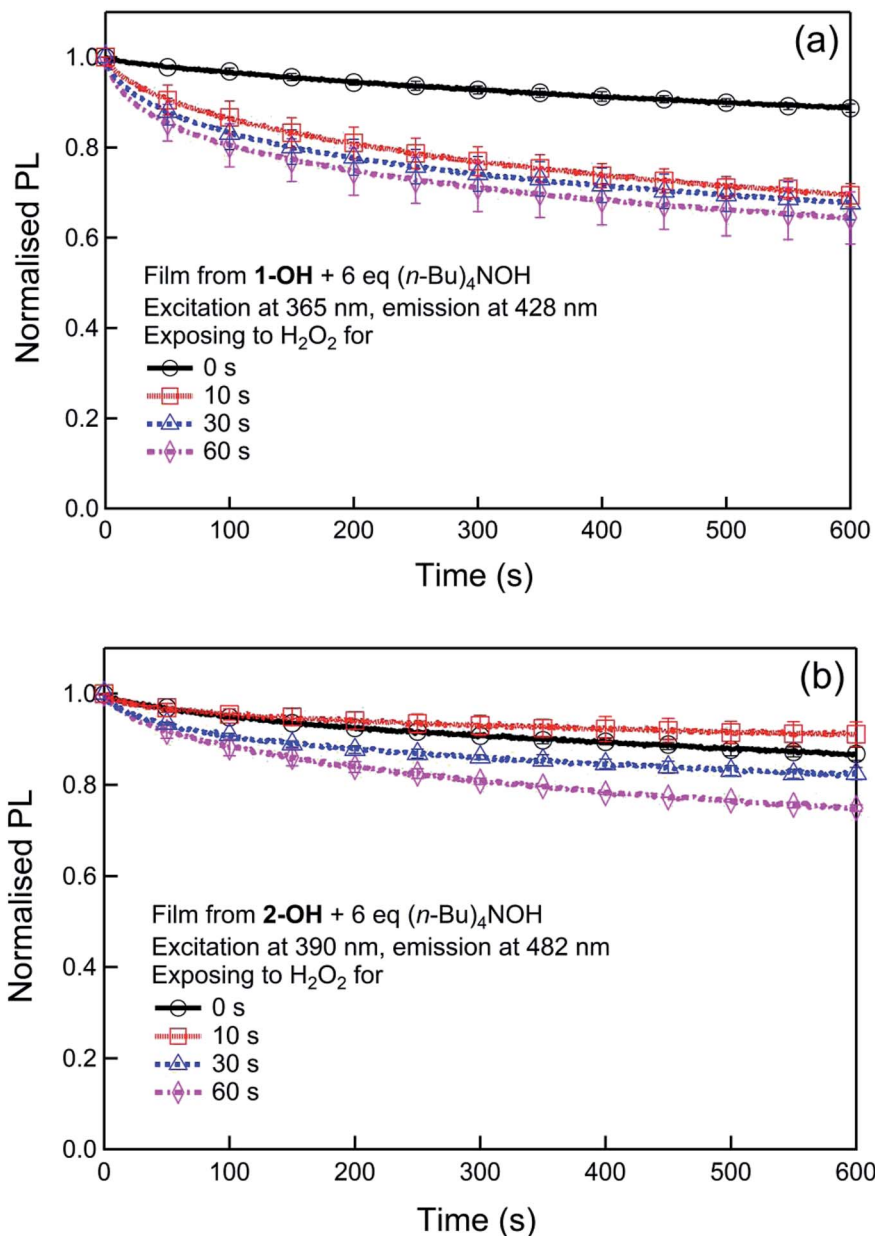 (a)
Normalised PL
1.0
0.8
0.6
0.4
0.2
0.0
Film from 1-OH + 6 eq (n-Bu)₄NOH
Excitation at 365 nm, emission at 428 nm
Exposing to H₂O₂ for
0 s
10 s
30 s
60 s
0 100 200 300 400 500 600
Time (s)
(b)
Normalised PL
1.0
0.8
0.6
0.4
0.2
0.0
Film from 2-OH + 6 eq (n-Bu)₄NOH
Excitation at 390 nm, emission at 482 nm
Exposing to H₂O₂ for
0 s
10 s
30 s
60 s
0 100 200 300 400 500 600
Time (s)